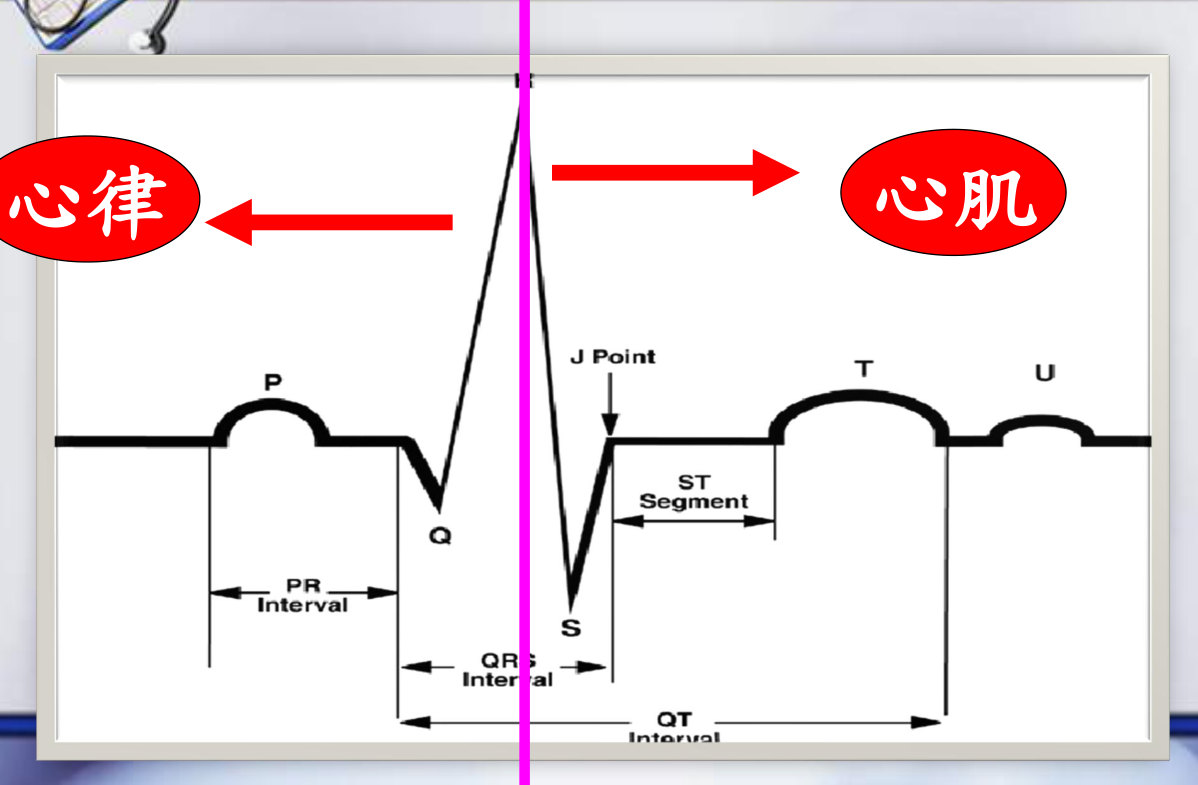 R
心律
心肌
J Point
P
T
U
ST
Segment
Q
PR
Interval
S
QRS
Interval
QT
Interval